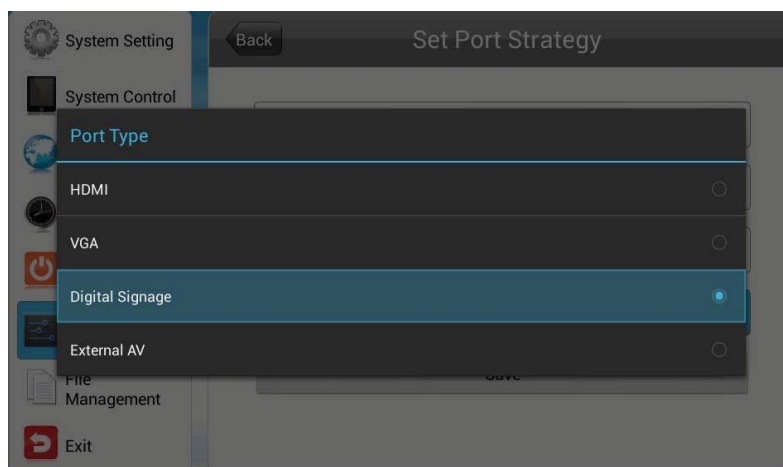 System Setting
Back
Set Port Strategy
System Control
Port Type
HDMI
VGA
Digital Signage
External AV
File
Management
Save
Exit